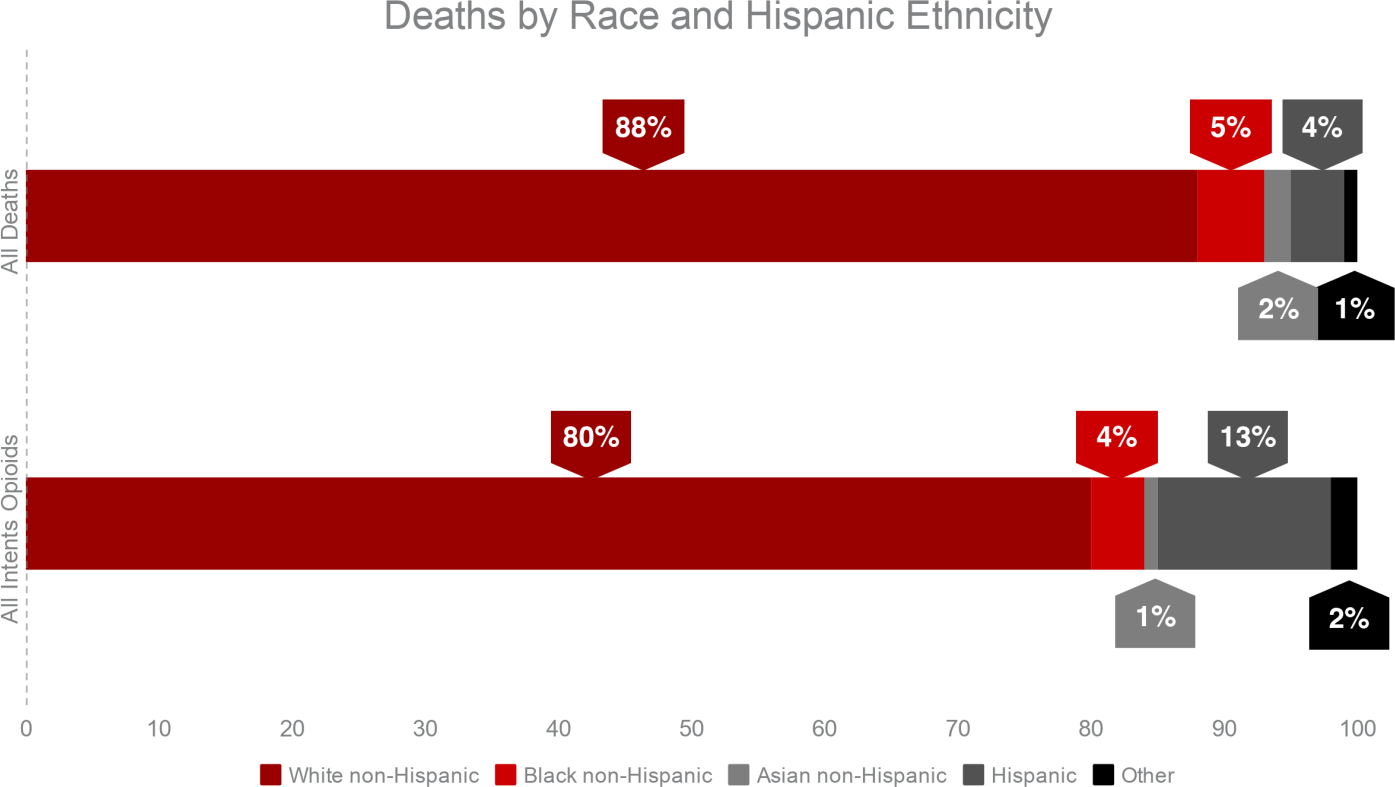 Deaths by Race and Hispanic Ethnicity
All Deaths
88%
5%
4%
2%
1%
All Intents Opioids
80%
4%
13%
1%
2%
0 10 20 30 40 50 60 70 80 90 100
White non-Hispanic Black non-Hispanic Asian non-Hispanic Hispanic Other